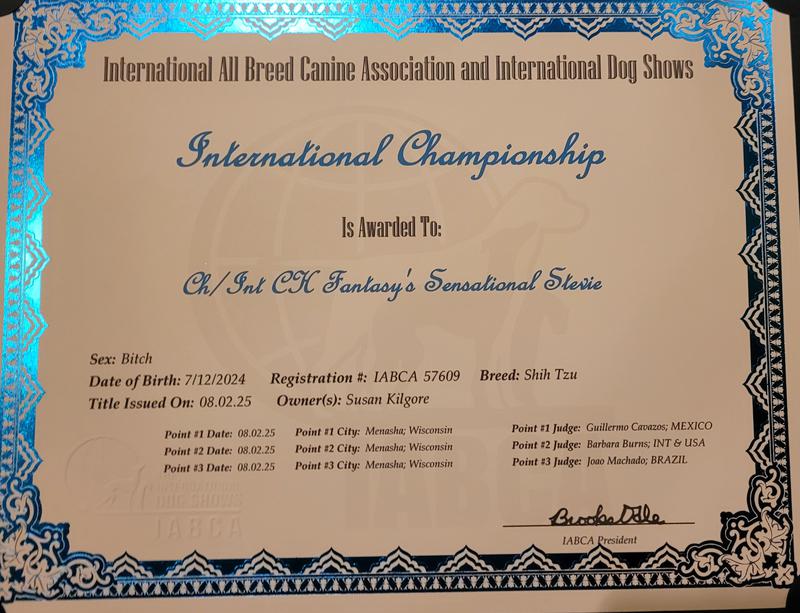 International All Breed Canine Association and International Dog Shows
International Championship
Is Awarded To:
Ch/Int CH Fantasy's Sensational Stevie
Sex: Bitch
Date of Birth: 7/12/2024 Registration #: IABCA 57609 Breed: Shih Tzu
Title Issued On: 08.02.25 Owner(s): Susan Kilgore
Point #1 Date: 08.02.25 Point #1 City: Menasha; Wisconsin Point #1 Judge: Guillermo Cavazos; MEXICO
Point #2 Date: 08.02.25 Point #2 City: Menasha; Wisconsin Point #2 Judge: Barbara Burns; INT & USA
Point #3 Date: 08.02.25 Point #3 City: Menasha; Wisconsin Point #3 Judge: Joao Machado; BRAZIL
INTERNATIONAL
DOG SHOWS
IABCA
IABCA
IABCA President